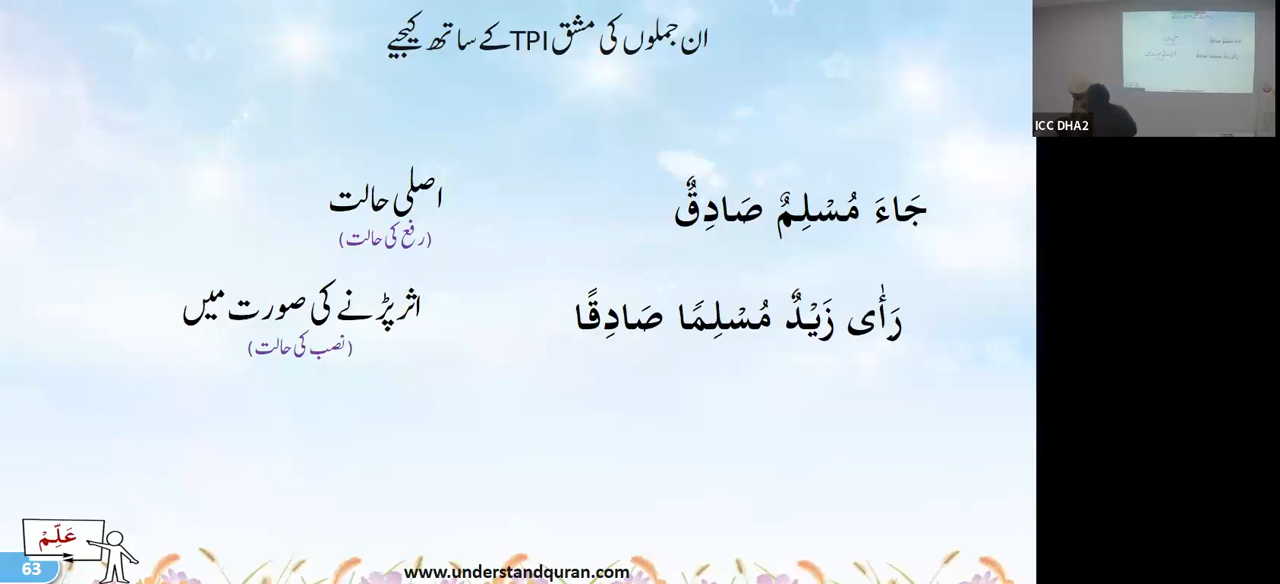 ان جملوں کی مشق TPI کے ساتھ کیجیے
جَاءَ مُسْلِمٌ صَادِقٌ
اصلی حالت
(رفع کی حالت)
رَأٰى زَيْدٌ مُسْلِمًا صَادِقًا
اثر پڑنے کی صورت میں
(نصب کی حالت)
عَلِّمْ
63
www.understandquran.com
ICC DHA2